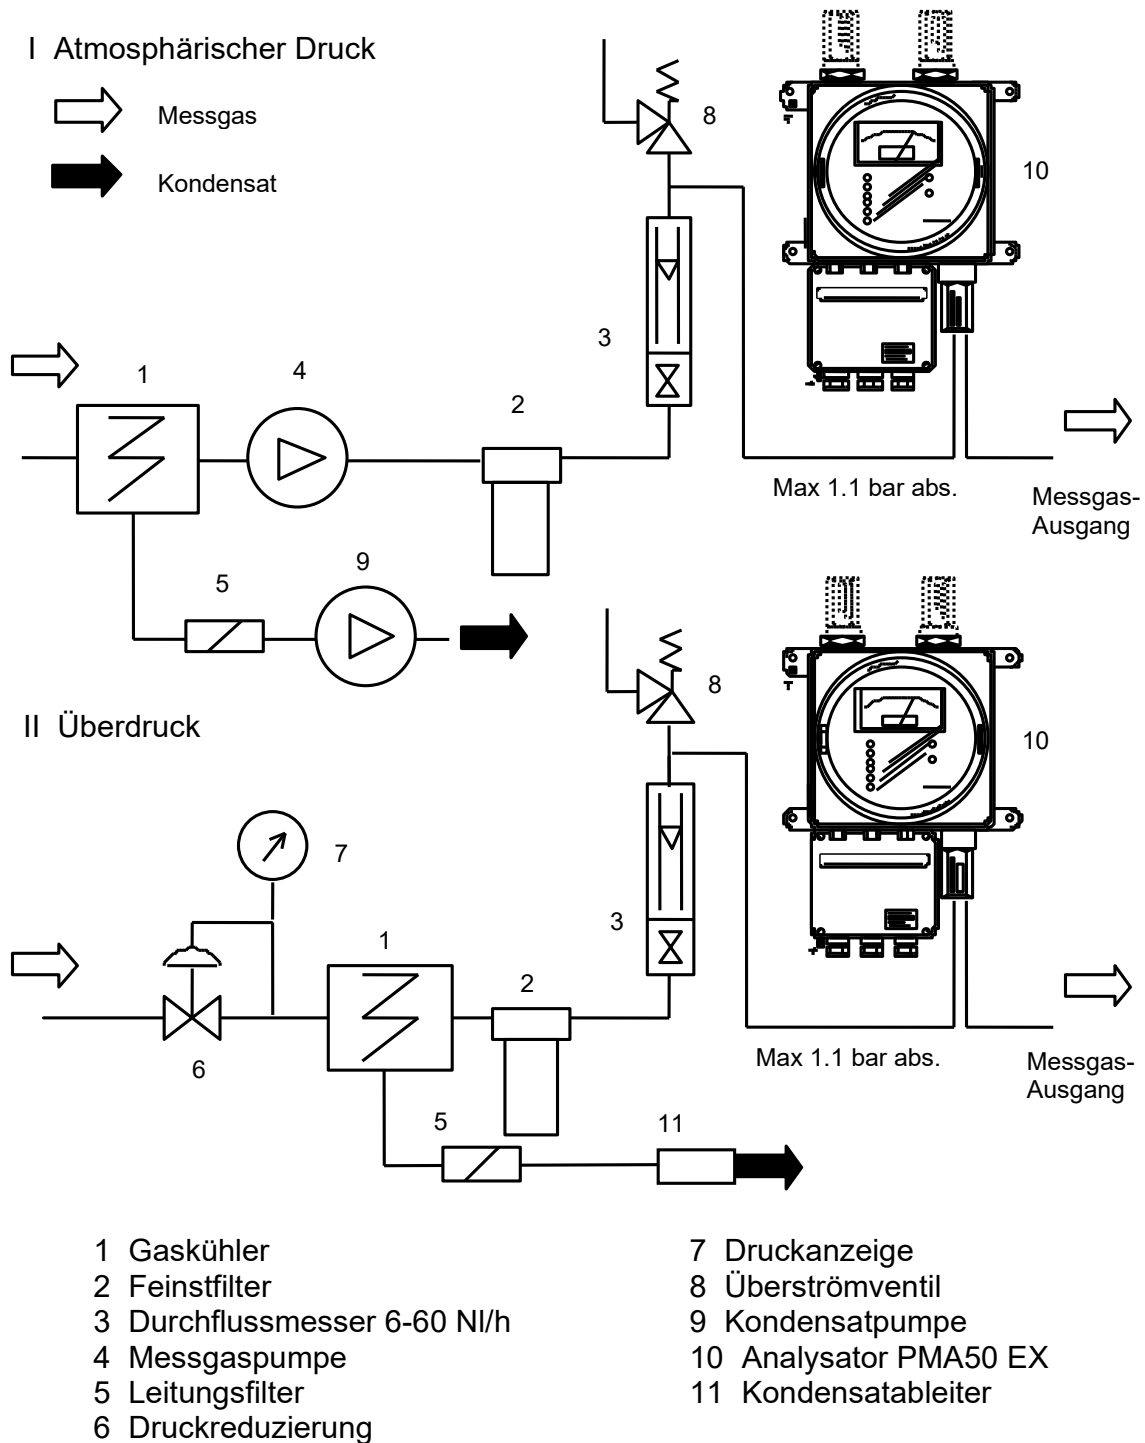 I Atmosphärischer Druck
Messgas
Kondensat
8
10
3
1
4
2
Max 1.1 bar abs.
Messgas-
Ausgang
5
9
II Überdruck
8
10
7
3
1
2
6
Max 1.1 bar abs.
Messgas-
Ausgang
5
11
1 Gaskühler
2 Feinstfilter
3 Durchflussmesser 6-60 Nl/h
4 Messgaspumpe
5 Leitungsfilter
6 Druckreduzierung
7 Druckanzeige
8 Überströmventil
9 Kondensatpumpe
10 Analysator PMA50 EX
11 Kondensatableiter